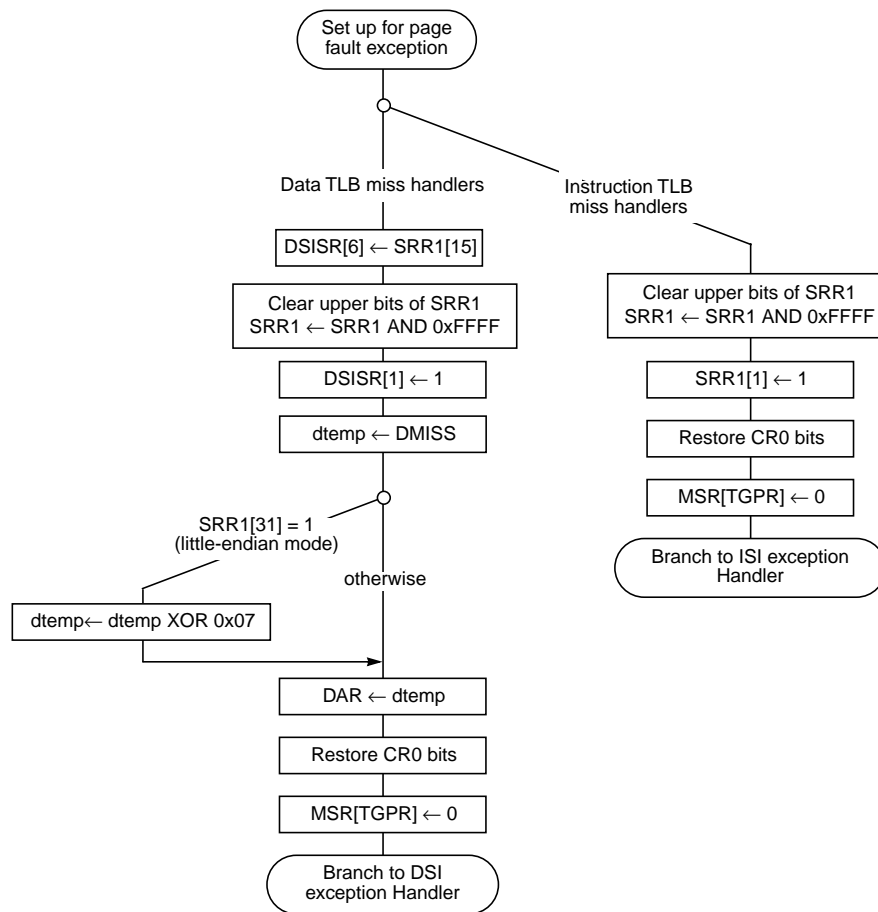 Set up for page
fault exception
Data TLB miss handlers
Instruction TLB
miss handlers
DSISR[6] ← SRR1[15]
Clear upper bits of SRR1
SRR1 ← SRR1 AND 0xFFFF
DSISR[1] ← 1
dtemp ← DMISS
Clear upper bits of SRR1
SRR1 ← SRR1 AND 0xFFFF
SRR1[1] ← 1
Restore CR0 bits
MSR[TGPR] ← 0
Branch to ISI exception
Handler
SRR1[31] = 1
(little-endian mode)
otherwise
dtemp← dtemp XOR 0x07
DAR ← dtemp
Restore CR0 bits
MSR[TGPR] ← 0
Branch to DSI
exception Handler